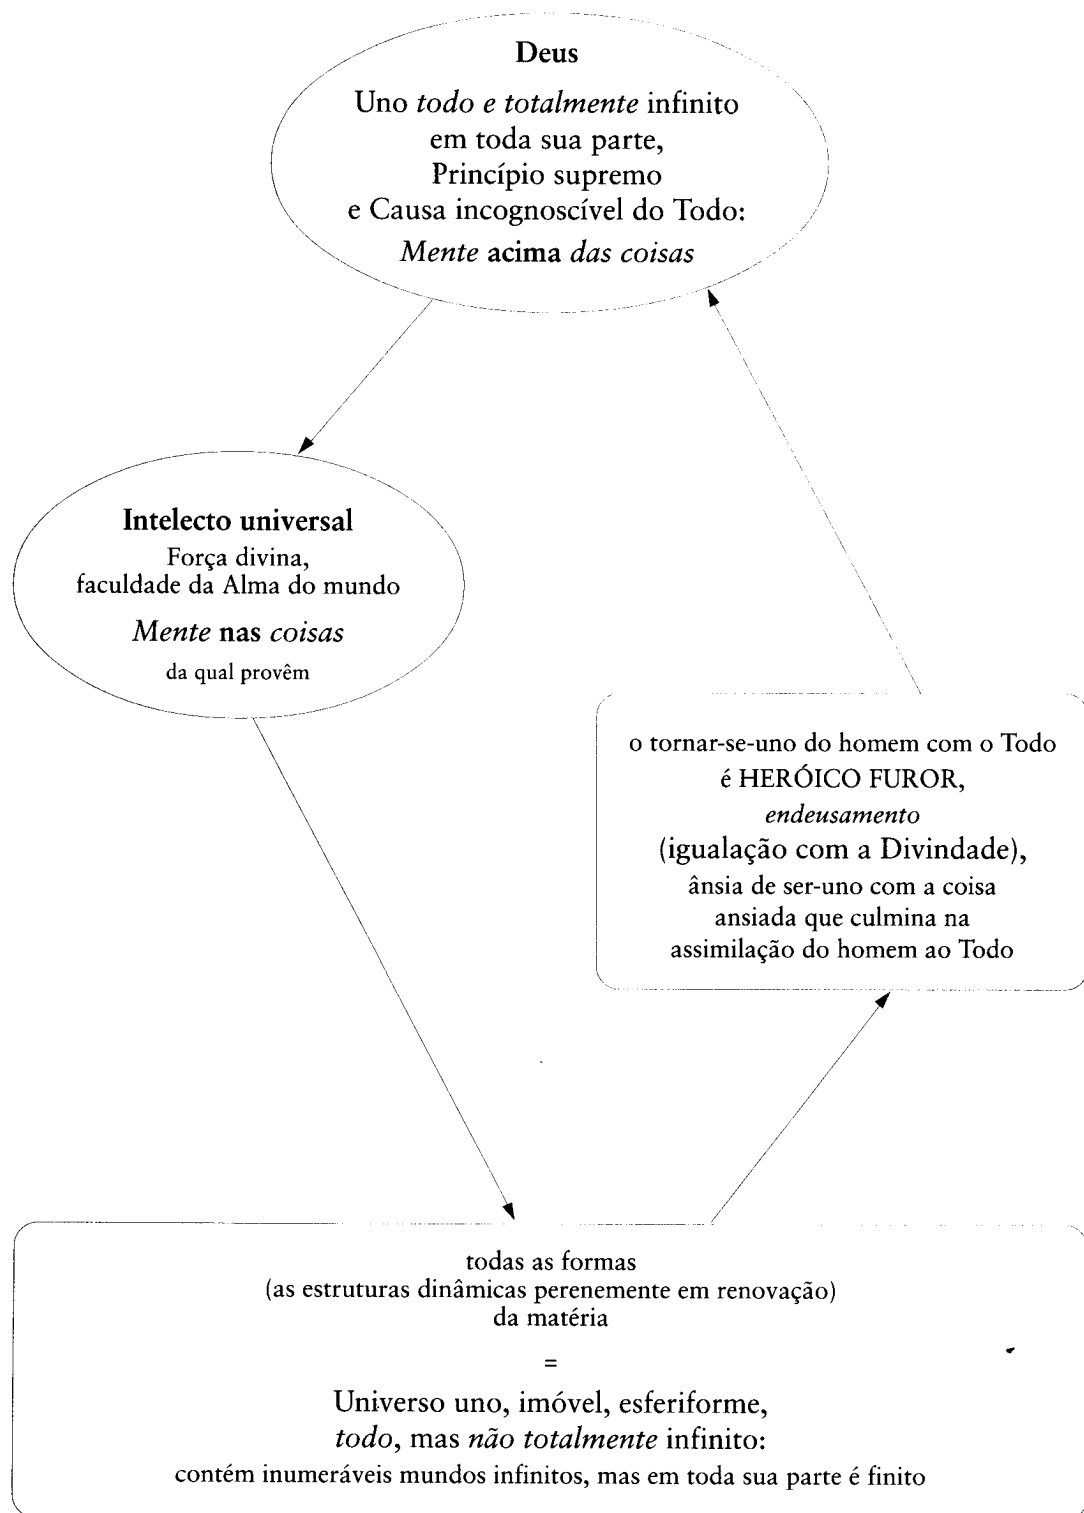 Deus
Uno todo e totalmente infinito
em toda sua parte,
Princípio supremo
e Causa incognoscível do Todo:
Mente acima das coisas
Intelecto universal
Força divina,
faculdade da Alma do mundo
Mente nas coisas
da qual provêm
o tornar-se-uno do homem com o Todo
é HERÓICO FUROR,
endeusamento
(igualação com a Divindade),
ânsia de ser-uno com a coisa
ansiada que culmina na
assimilação do homem ao Todo
todas as formas
(as estruturas dinâmicas perenemente em renovação)
da matéria
=
Universo uno, imóvel, esferiforme,
todo, mas não totalmente infinito:
contém inumeráveis mundos infinitos, mas em toda sua parte é finito